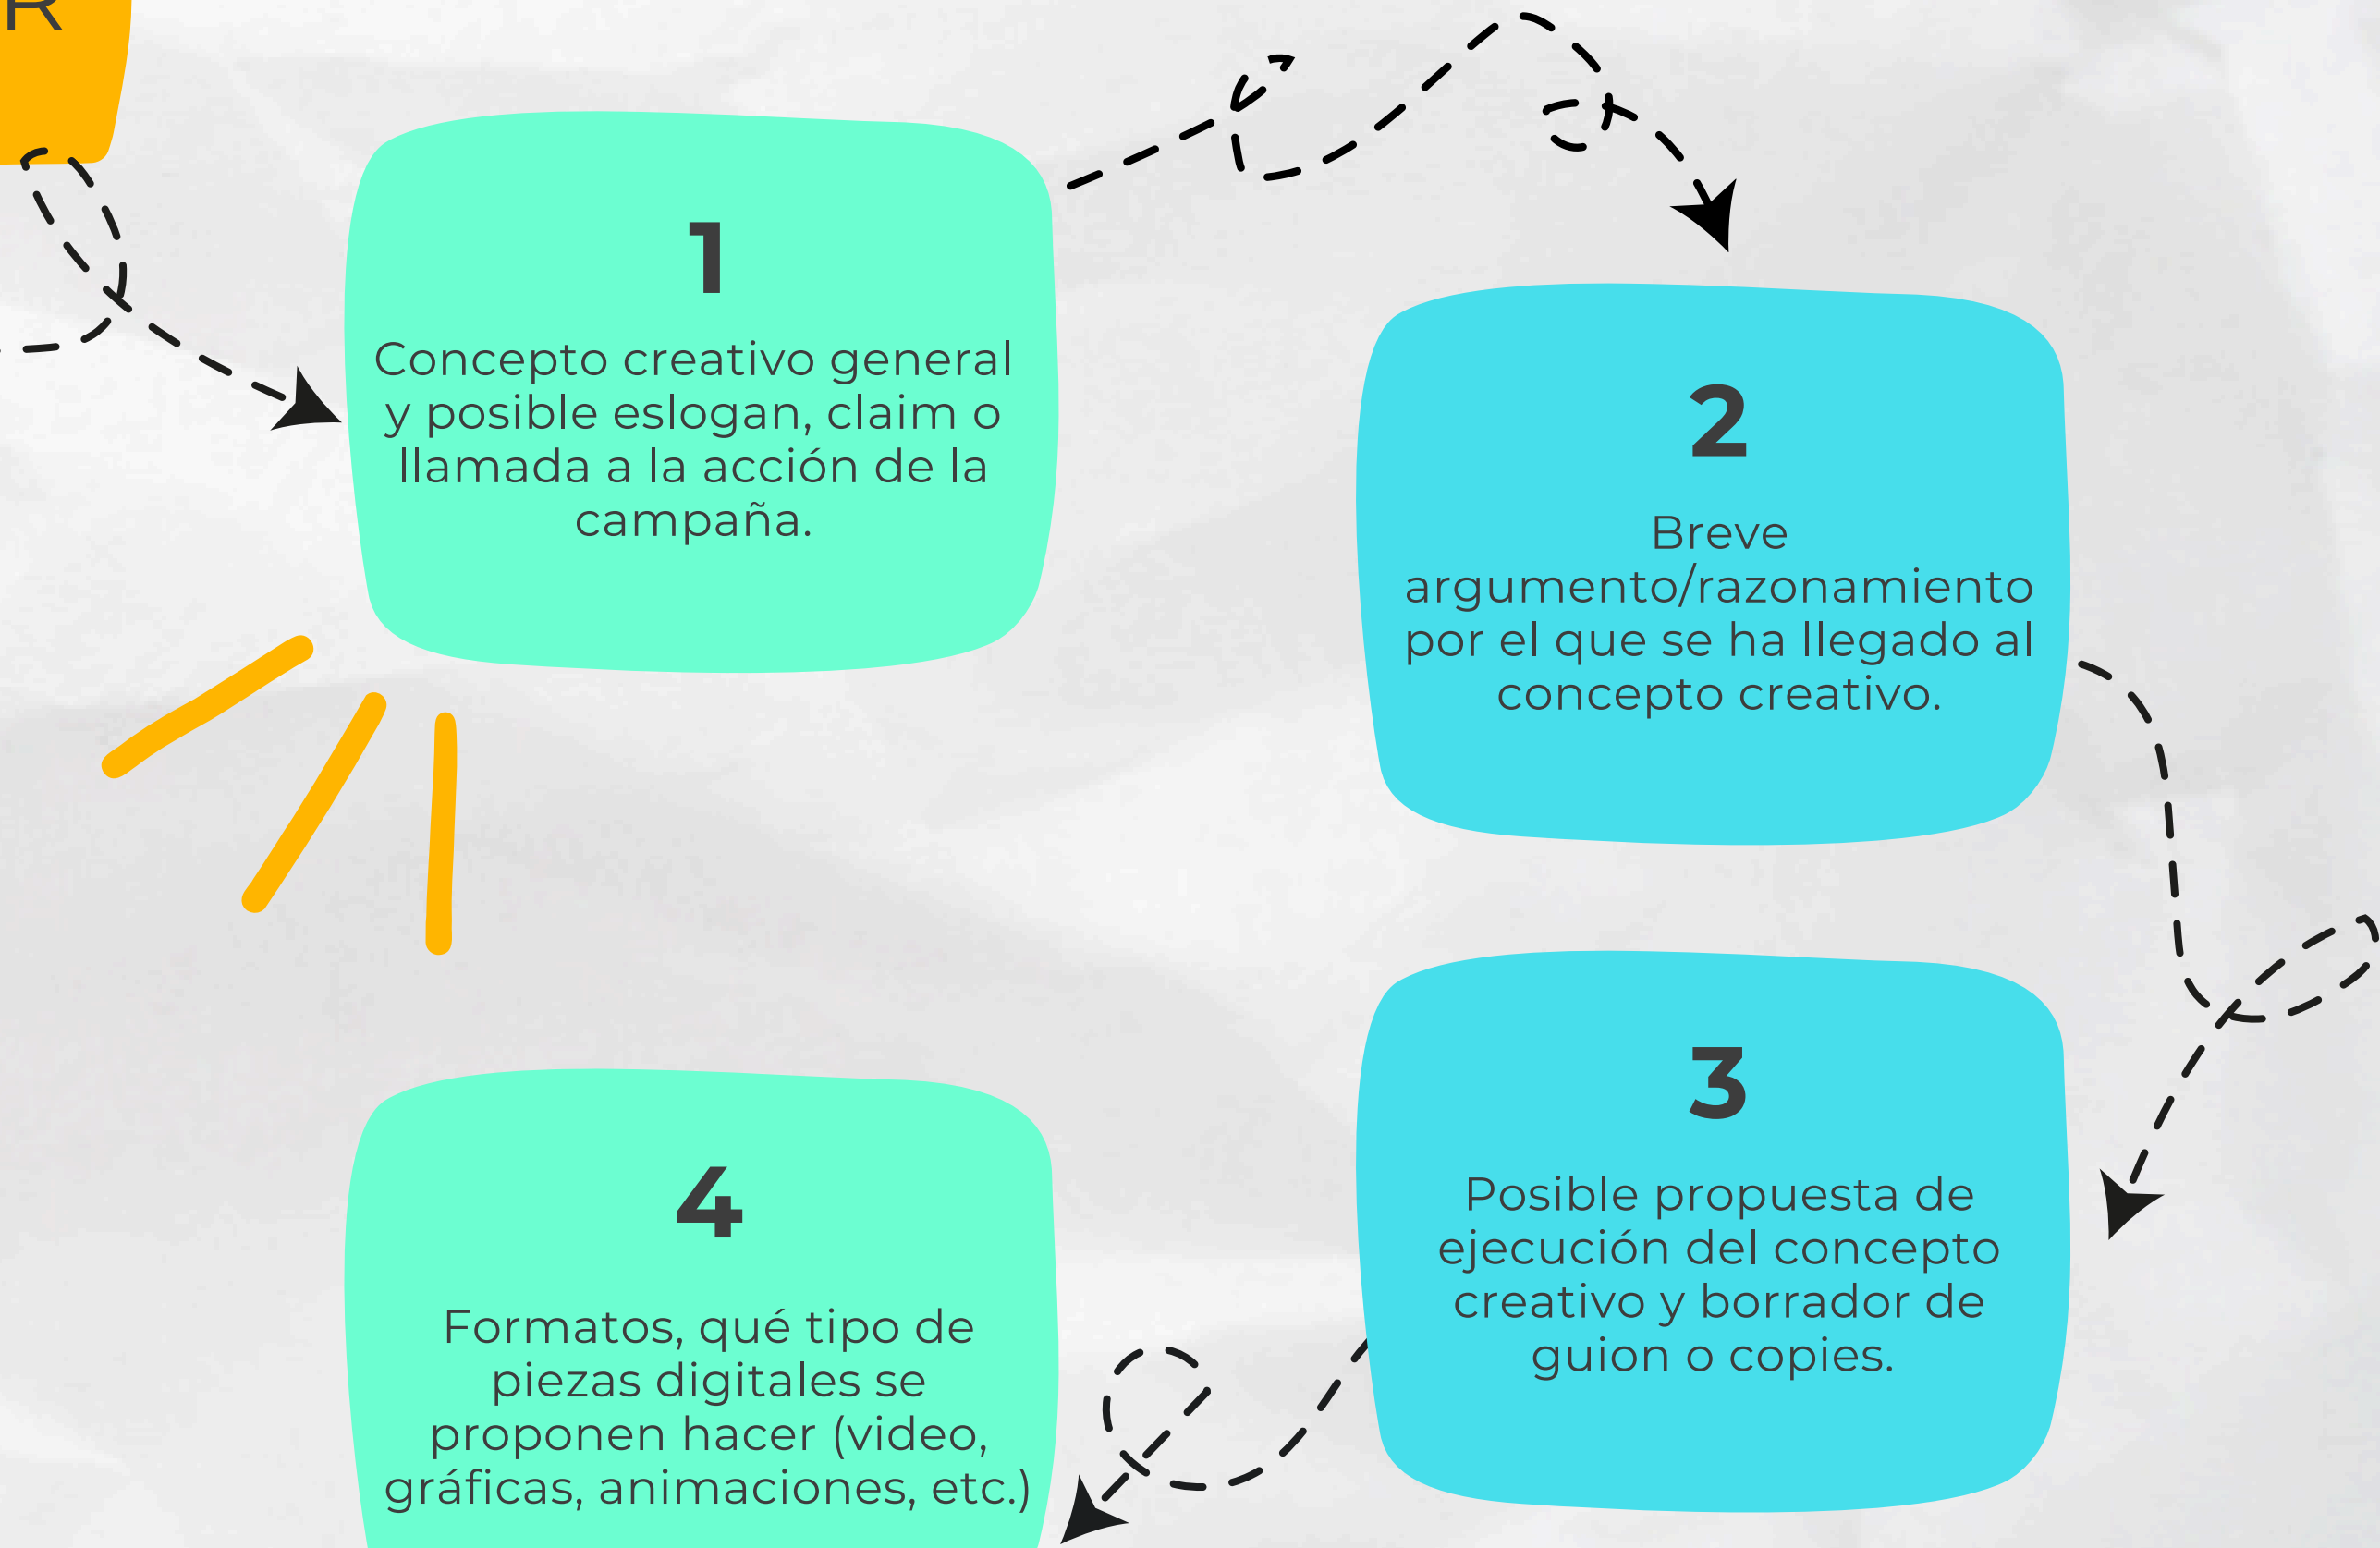 R
1
Concepto creativo general
y posible eslogan, claim o
llamada a la acción de la
campaña.
2
Breve
argumento/razonamiento
por el que se ha llegado al
concepto creativo.
3
Posible propuesta de
ejecución del concepto
creativo y borrador de
guion o copies.
4
Formatos, qué tipo de
piezas digitales se
proponen hacer (video,
gráficas, animaciones, etc.)